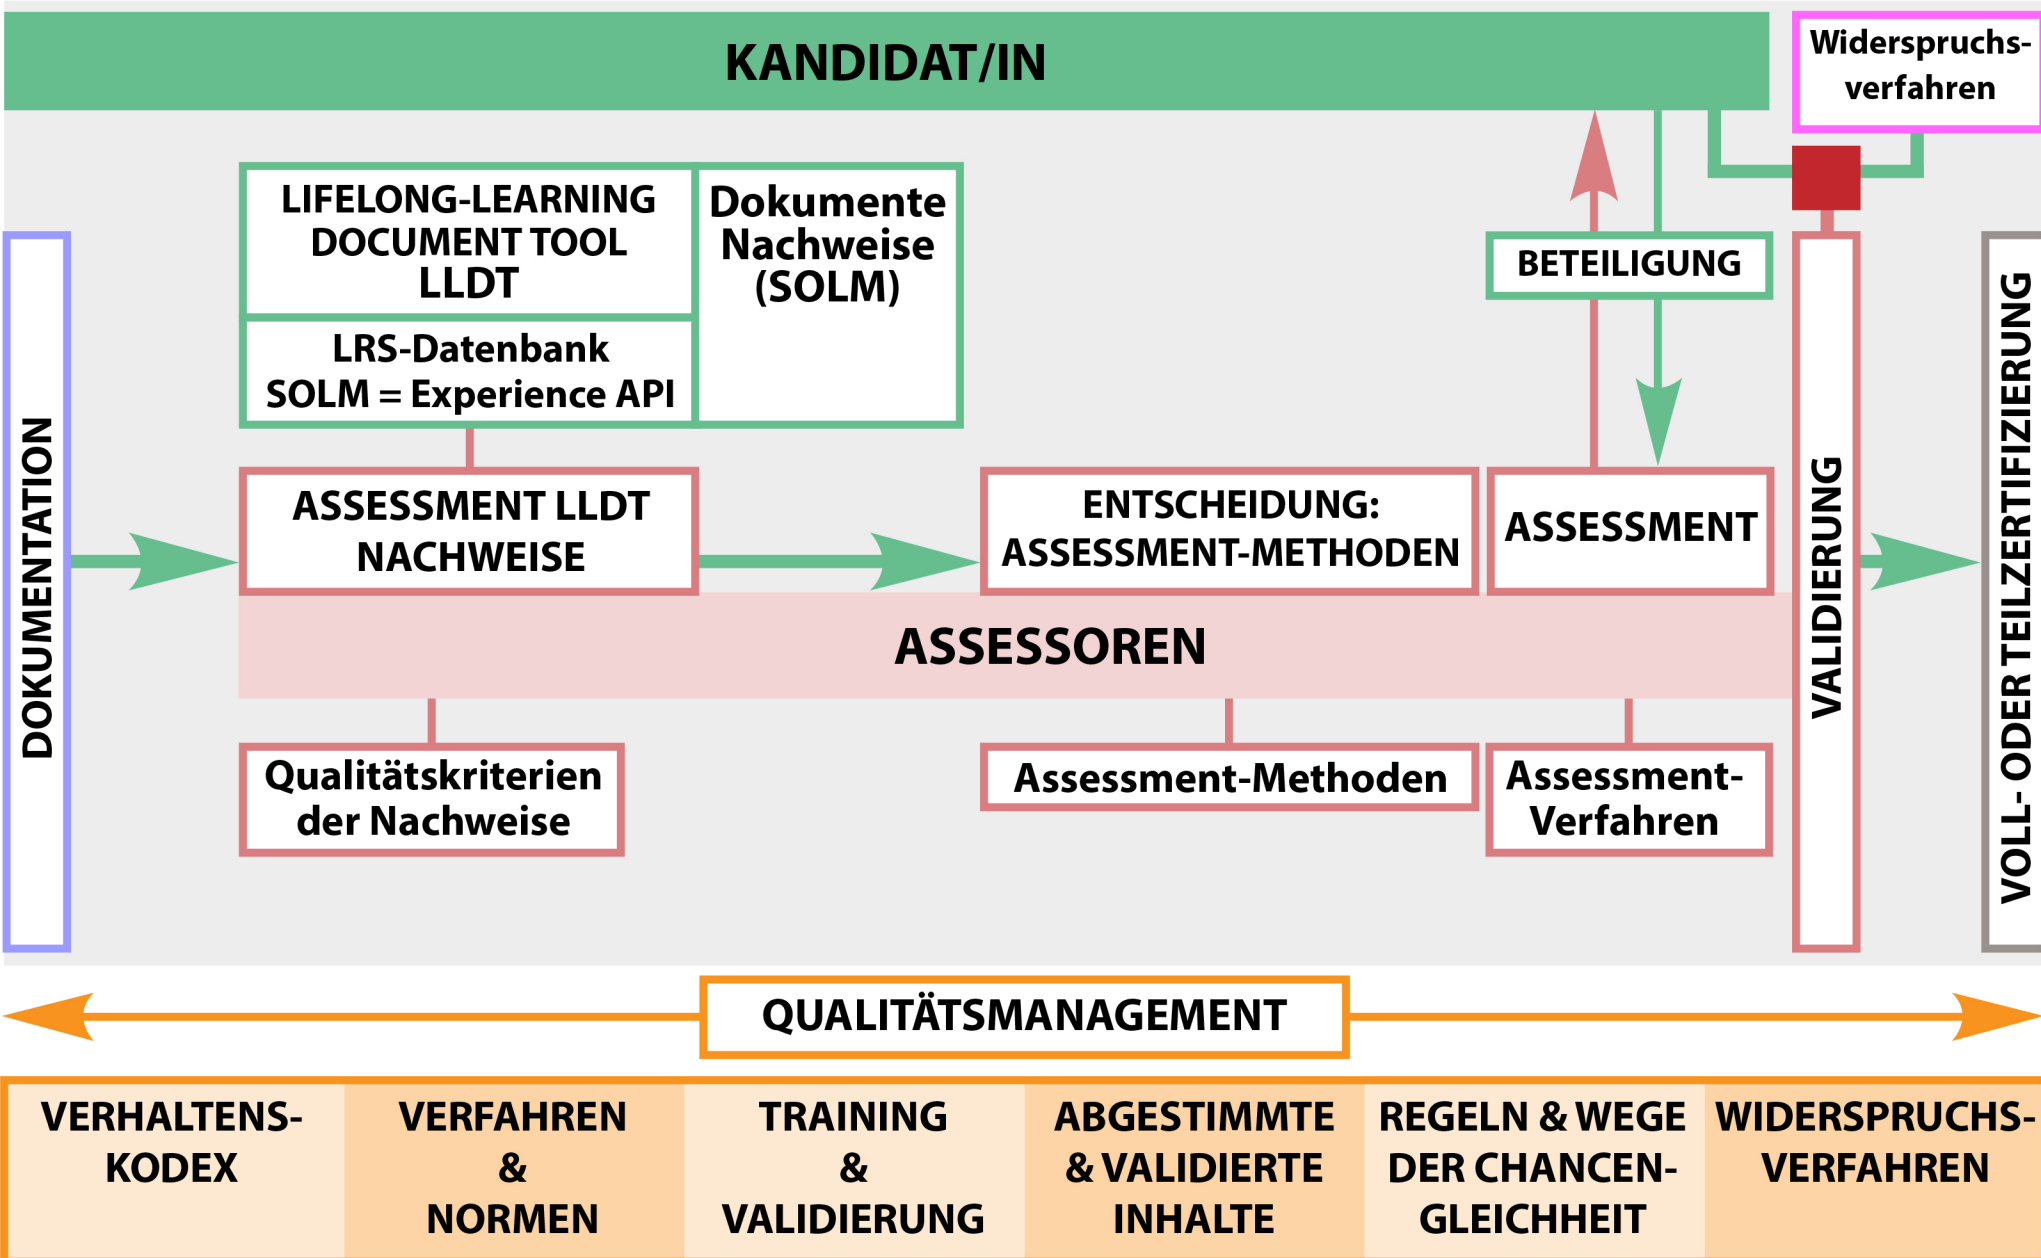 KANDIDAT/IN
Widerspruchs-
verfahren
LIFELONG-LEARNING
DOCUMENT TOOL
LLDT
Dokumente
Nachweise
(SOLM)
LRS-Datenbank
SOLM = Experience API
BETEILIGUNG
DOKUMENTATION
ASSESSMENT LLDT
NACHWEISE
ENTSCHEIDUNG:
ASSESSMENT-METHODEN
ASSESSMENT
VALIDIERUNG
VOLL- ODER TEILZERTIFIZIERUNG
ASSESSOREN
Qualitätskriterien
der Nachweise
Assessment-Methoden
Assessment-
Verfahren
QUALITÄTSMANAGEMENT
VERHALTENS-
KODEX
VERFAHREN
&
NORMEN
TRAINING
&
VALIDIERUNG
ABGESTIMMTE
& VALIDIERTE
INHALTE
REGELN & WEGE
DER CHANCEN-
GLEICHHEIT
WIDERSPRUCHS-
VERFAHREN